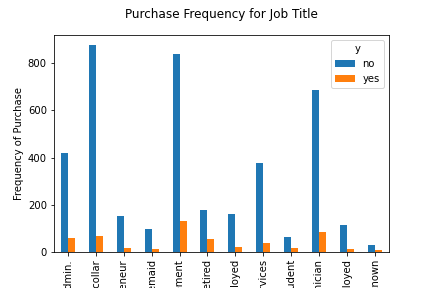 Purchase Frequency for Job Title
y
no
yes
Frequency of Purchase
800
600
400
200
0
dmin.
collar
eneur
emaid
ment
etired
loyed
vices
udent
nician
loyed
nown